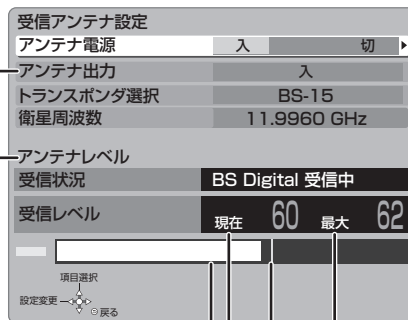 受信アンテナ設定
アンテナ電源 入 切
アンテナ出力 入
トランスポンダ選択 BS-15
衛星周波数 11.9960 GHz
アンテナレベル
受信状況 BS Digital 受信中
受信レベル 現在 60 最大 62
項目選択
設定変更
戻る